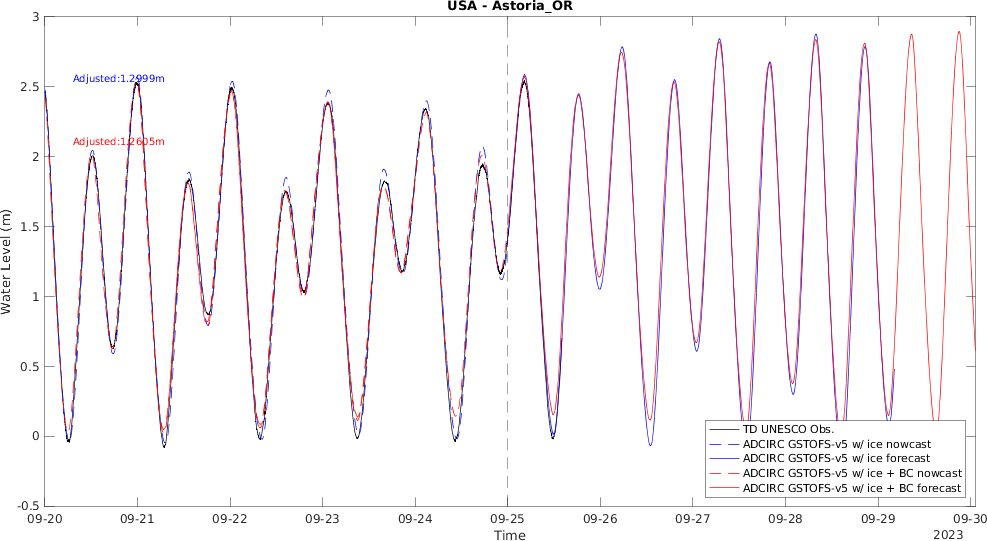 USA - Astoria_OR
3
2.5
2
1.5
1
0.5
0
-0.5
Water Level (m)
Adjusted:1.2999m
Adjusted:1.2605m
TD UNESCO Obs.
ADCIRC GSTOFS-v5 w/ ice nowcast
ADCIRC GSTOFS-v5 w/ ice forecast
ADCIRC GSTOFS-v5 w/ ice + BC nowcast
ADCIRC GSTOFS-v5 w/ ice + BC forecast
09-20 09-21 09-22 09-23 09-24 09-25 09-26 09-27 09-28 09-29 09-30
Time
2023